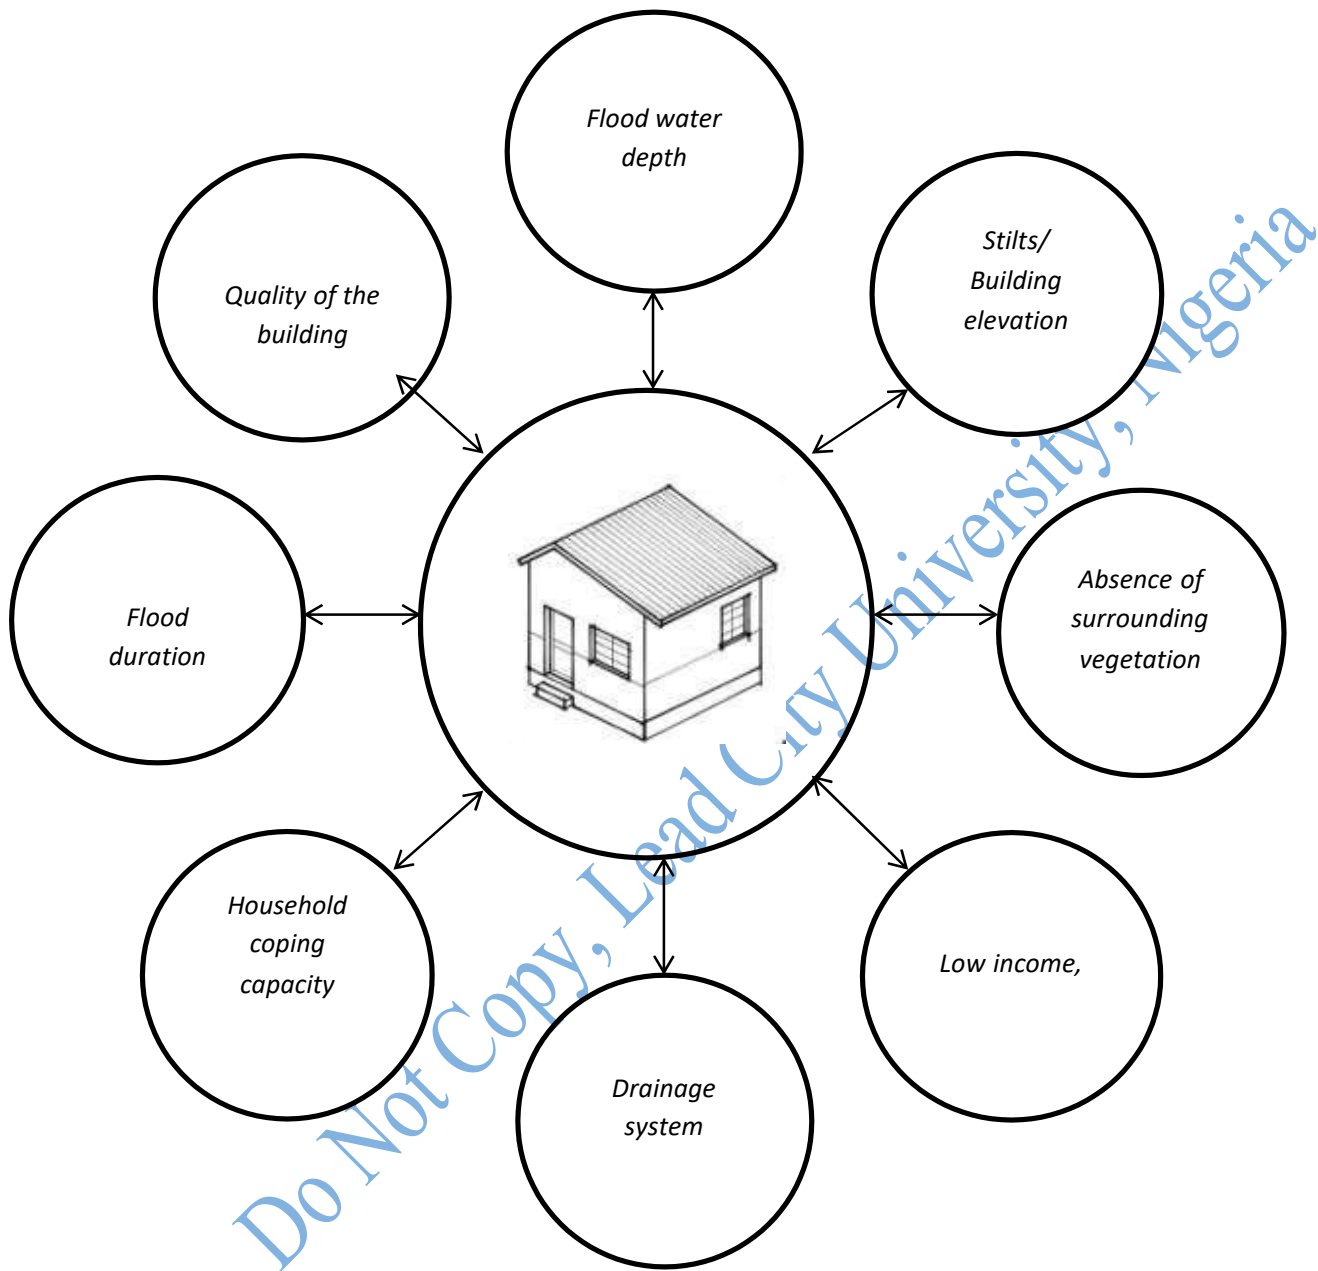 Flood water
depth
Stilts/
Building
elevation
Quality of the
building
Absence of
surrounding
vegetation
Flood
duration
Household
coping
capacity
Low income,
Drainage
system
Do Not Copy, Lead City University, Nigeria